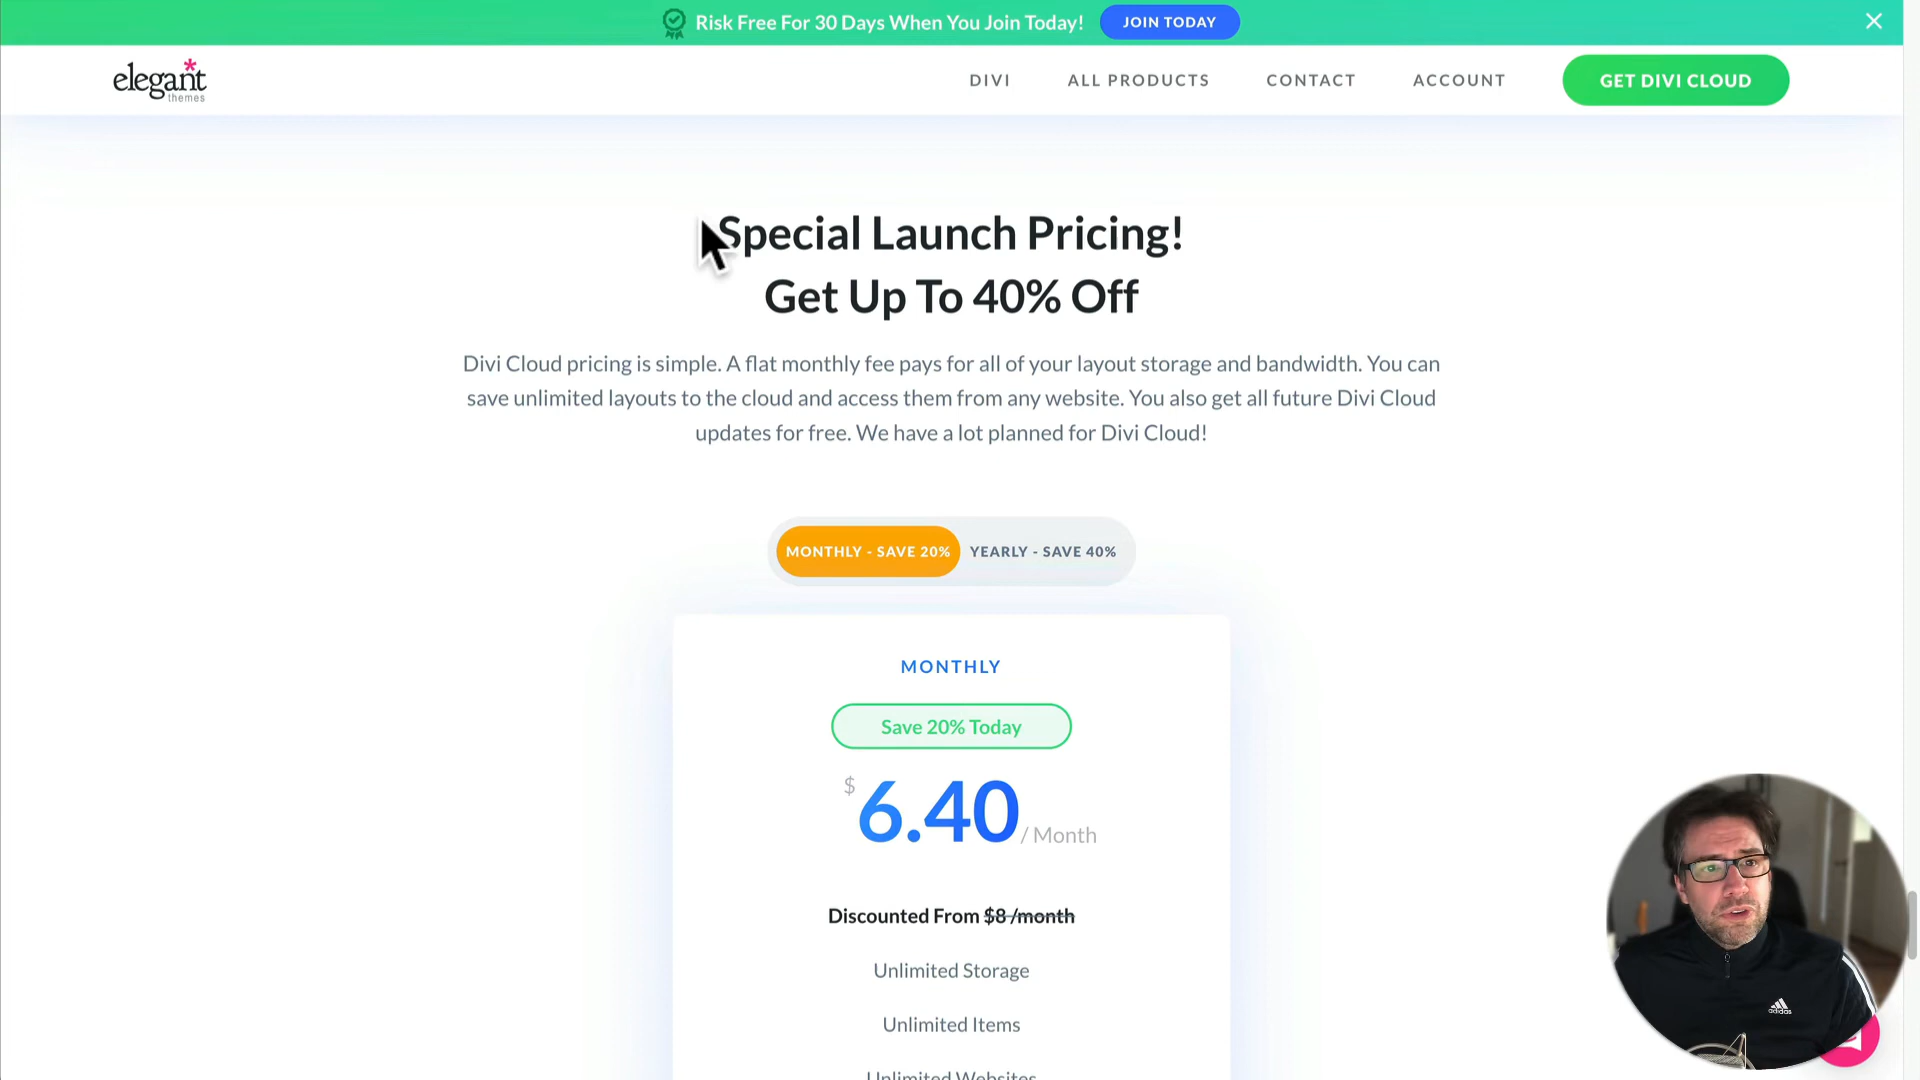 Risk Free For 30 Days When You Join Today!
JOIN TODAY
elegant
themes
DIVI
ALL PRODUCTS
CONTACT
ACCOUNT
GET DIVI CLOUD
Special Launch Pricing!
Get Up To 40% Off
Divi Cloud pricing is simple. A flat monthly fee pays for all of your layout storage and bandwidth. You can
save unlimited layouts to the cloud and access them from any website. You also get all future Divi Cloud
updates for free. We have a lot planned for Divi Cloud!
MONTHLY - SAVE 20%
YEARLY - SAVE 40%
MONTHLY
Save 20% Today
$6.40/ Month
Discounted From $8 /month
Unlimited Storage
Unlimited Items
Unlimited Websites
adidas